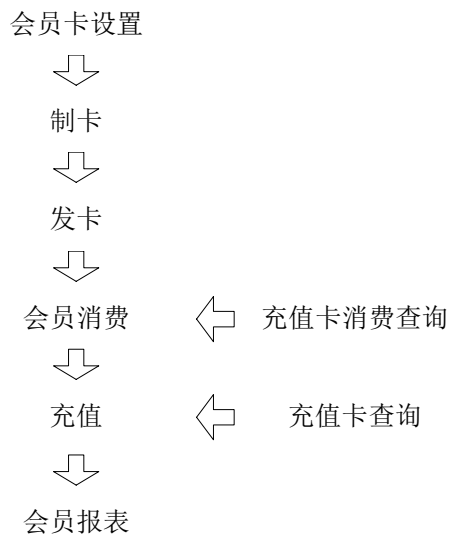 会员卡设置
制卡
发卡
会员消费
充值卡消费查询
充值
充值卡查询
会员报表